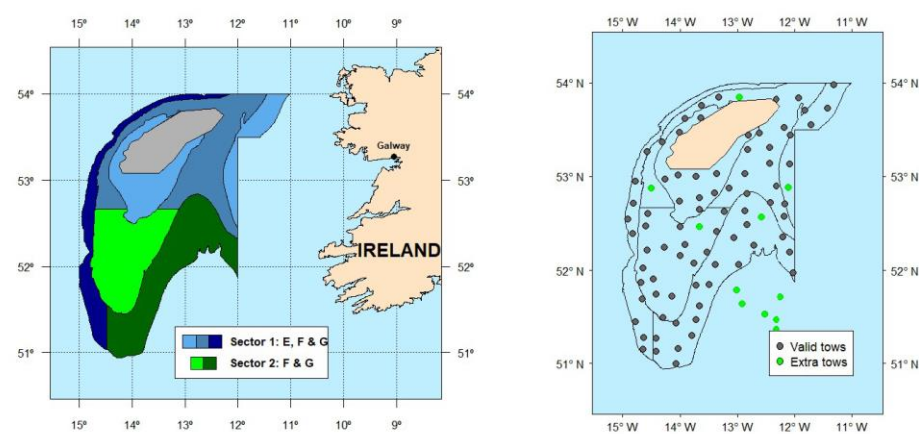 15° 14° 13° 12° 11° 10° 9°
54° 54°
Galway
53° 53°
IRELAND
52° 52°
Sector 1: E, F & G
Sector 2: F & G
51° 51°
15° 14° 13° 12° 11° 10° 9°
15° W 14° W 13° W 12° W 11° W
54° N 54° N
53° N 53° N
52° N 52° N
Valid tows
Extra tows
51° N 51° N
15° W 14° W 13° W 12° W 11° W